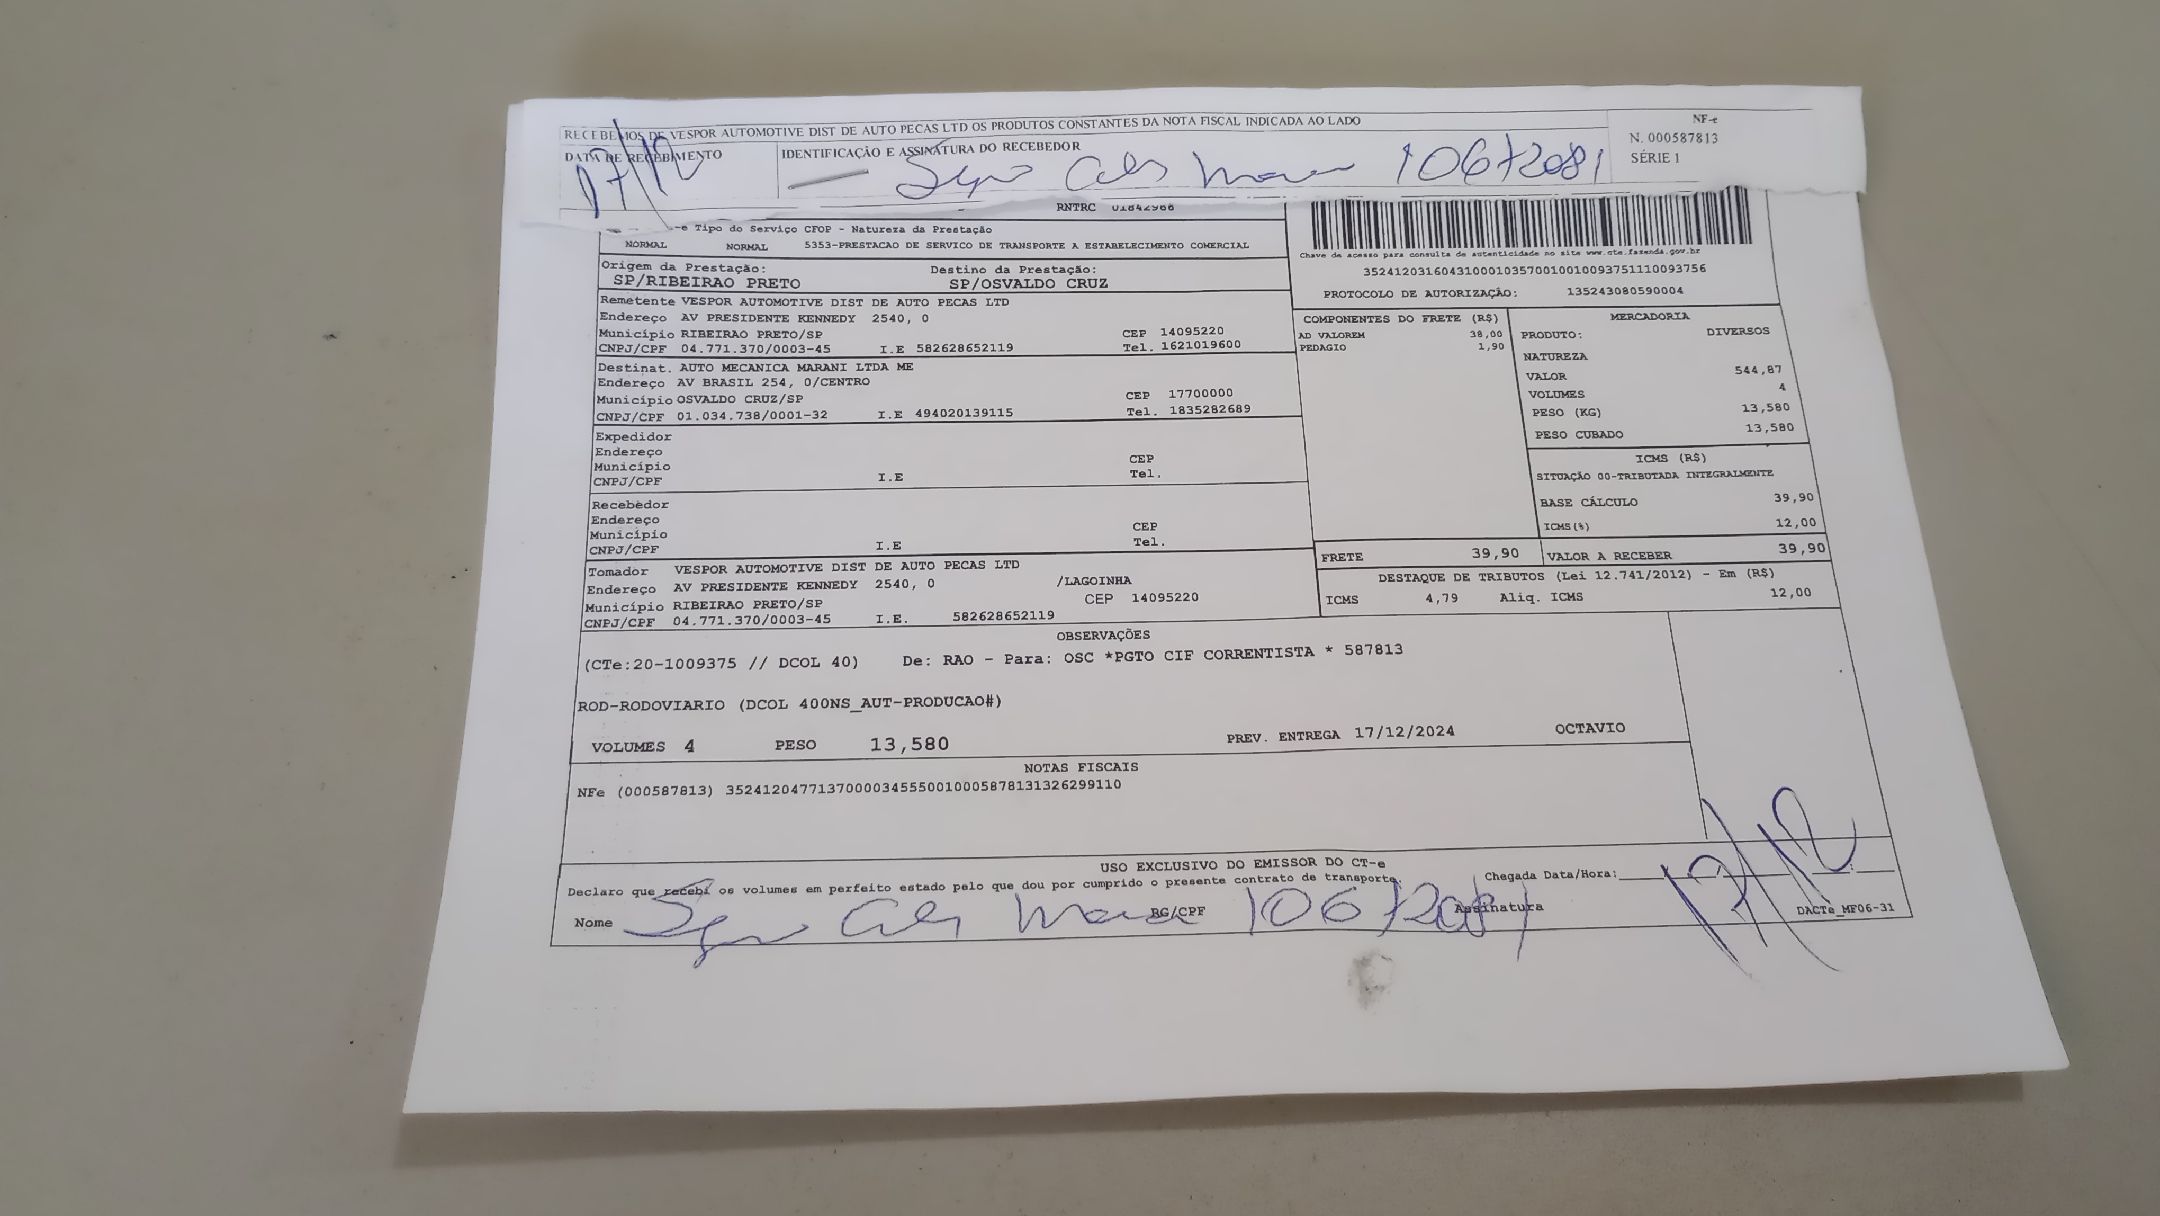 RECEBEMOS DE VESPOR AUTOMOTIVE DIST DE AUTO PECAS LTD OS PRODUTOS CONSTANTES DA NOTA FISCAL INDICADA AO LADO
NF-e
N. 000587813
SÉRIE 1
DATA DE RECEBIMENTO
IDENTIFICAÇÃO E ASSINATURA DO RECEBEDOR
17/12
10672081
RNTRC 01842966
Tipo do Serviço CFOP - Natureza da Prestação
NORMAL NORMAL 5353-PRESTACAO DE SERVICO DE TRANSPORTE A ESTABELECIMENTO COMERCIAL
Chave de acesso para consulta de autenticidade no site www.cte.fazenda.gov.br
35241203160431000103570010010093751110093756
PROTOCOLO DE AUTORIZAÇÃO: 135243080590004
Origem da Prestação: Destino da Prestação:
SP/RIBEIRAO PRETO SP/OSVALDO CRUZ
Remetente VESPOR AUTOMOTIVE DIST DE AUTO PECAS LTD
Endereço AV PRESIDENTE KENNEDY 2540, 0
Município RIBEIRAO PRETO/SP CEP 14095220
CNPJ/CPF 04.771.370/0003-45 I.E 582628652119 Tel. 1621019600
Destinat. AUTO MECANICA MARANI LTDA ME
Endereço AV BRASIL 254, 0/CENTRO
Município OSVALDO CRUZ/SP CEP 17700000
CNPJ/CPF 01.034.738/0001-32 I.E 494020139115 Tel. 1835282689
Expedidor
Endereço
Município CEP
CNPJ/CPF I.E Tel.
Recebedor
Endereço
Município CEP
CNPJ/CPF I.E Tel.
Tomador VESPOR AUTOMOTIVE DIST DE AUTO PECAS LTD
Endereço AV PRESIDENTE KENNEDY 2540, 0 /LAGOINHA
Município RIBEIRAO PRETO/SP CEP 14095220
CNPJ/CPF 04.771.370/0003-45 I.E. 582628652119
COMPONENTES DO FRETE (R$)
AD VALOREM 38,00
PEDAGIO 1,90
MERCADORIA
PRODUTO: DIVERSOS
NATUREZA
VALOR 544,87
VOLUMES 4
PESO (KG) 13,580
PESO CUBADO 13,580
ICMS (R$)
SITUAÇÃO 00-TRIBUTADA INTEGRALMENTE
BASE CÁLCULO 39,90
ICMS(%) 12,00
FRETE 39,90 VALOR A RECEBER 39,90
DESTAQUE DE TRIBUTOS (Lei 12.741/2012) - Em (R$)
ICMS 4,79 Aliq. ICMS 12,00
OBSERVAÇÕES
(CTe:20-1009375 // DCOL 40) De: RAO - Para: OSC *PGTO CIF CORRENTISTA * 587813
ROD-RODOVIARIO (DCOL 400NS_AUT-PRODUCAO#)
VOLUMES 4 PESO 13,580 PREV. ENTREGA 17/12/2024 OCTAVIO
NOTAS FISCAIS
NFe (000587813) 35241204771370000345550010005878131326299110
USO EXCLUSIVO DO EMISSOR DO CT-e
Declaro que recebi os volumes em perfeito estado pelo que dou por cumprido o presente contrato de transporte. Chegada Data/Hora: 17/12
Nome RG/CPF 10672081 Assinatura
DACTe_MF06-31